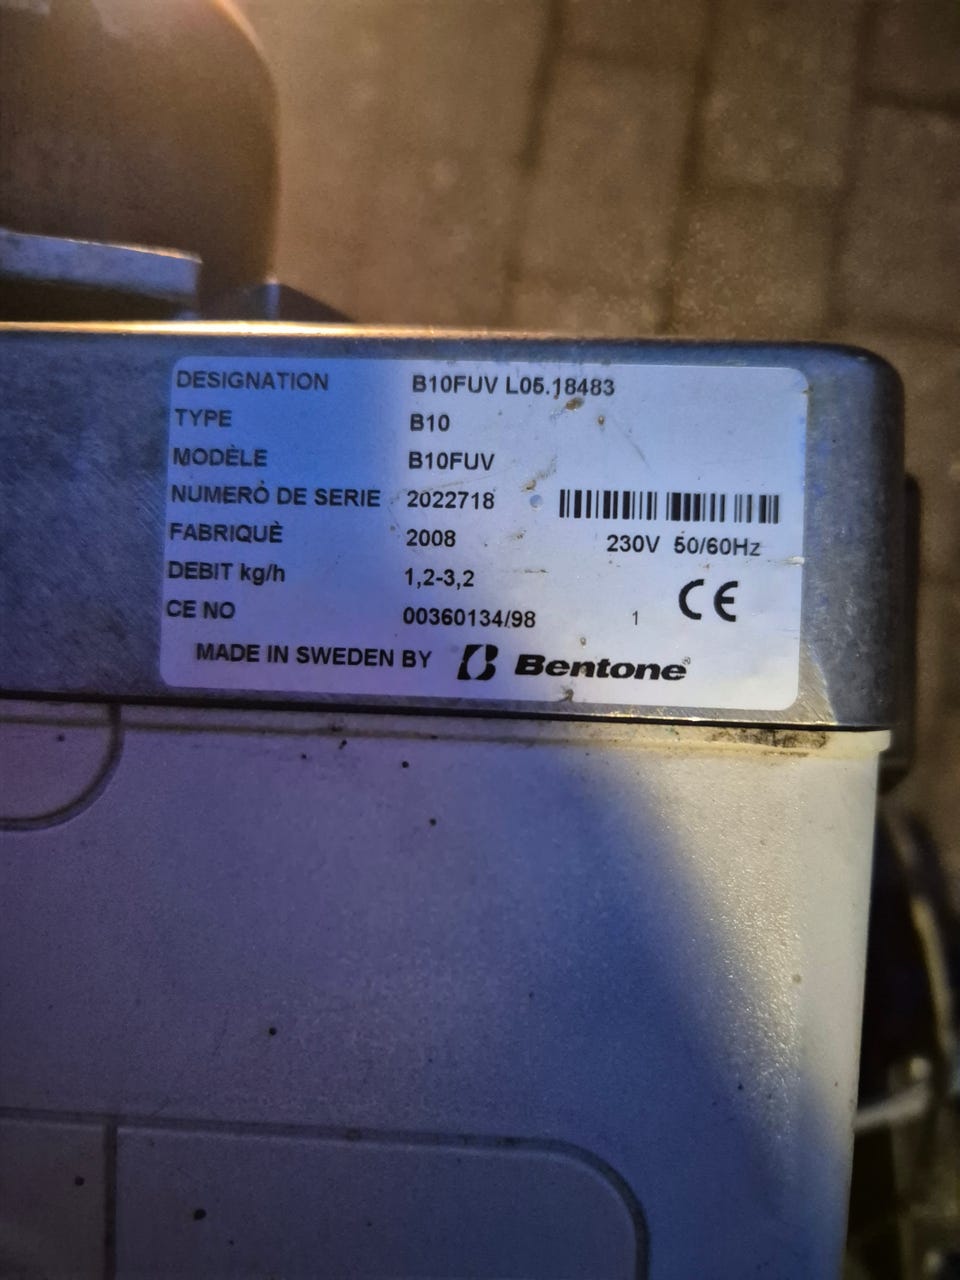 DESIGNATION B10FUV L05.18483
TYPE B10
MODÈLE B10FUV
NUMERÒ DE SERIE 2022718
FABRIQUÈ 2008 230V 50/60Hz
DEBIT kg/h 1,2-3,2
CE NO 00360134/98 1 CE
MADE IN SWEDEN BY Bentone®